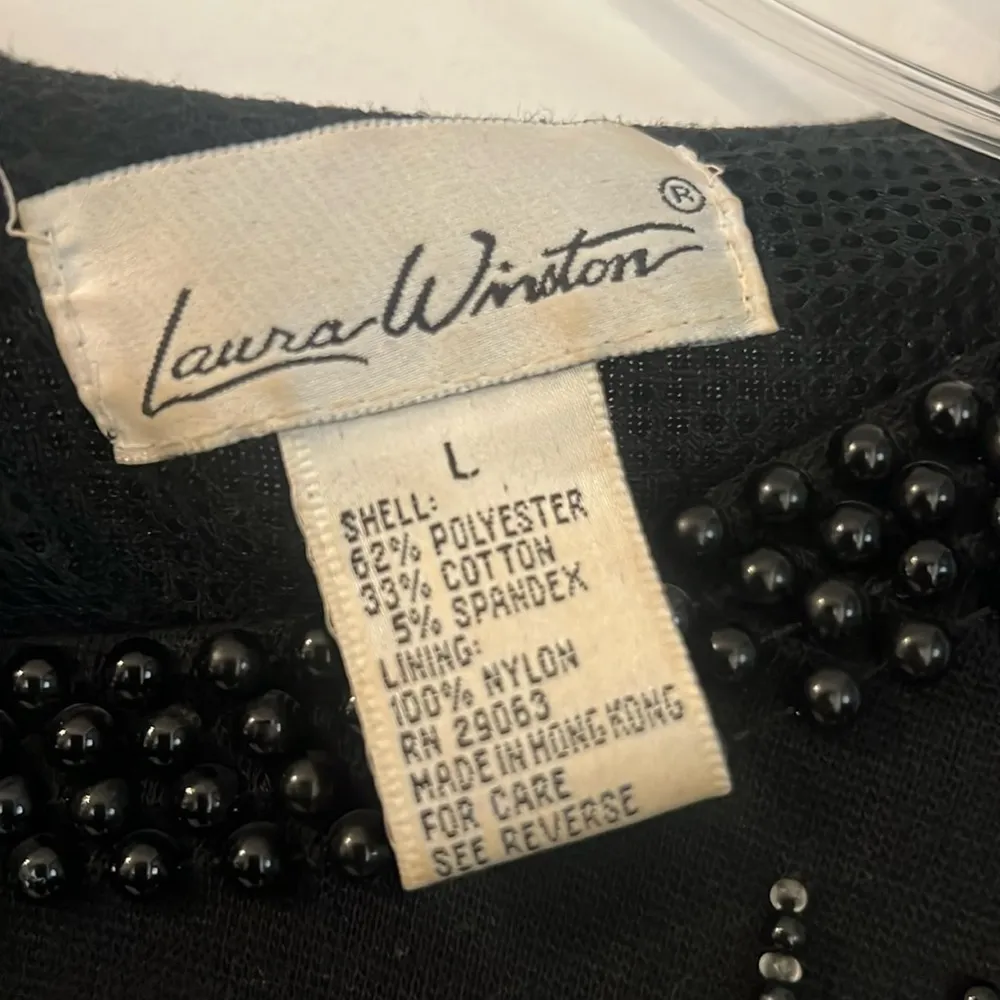 Laura Winston ®
L
SHELL:
62% POLYESTER
33% COTTON
5% SPANDEX
LINING:
100% NYLON
RN 29063
MADE IN HONG KONG
FOR CARE
SEE REVERSE